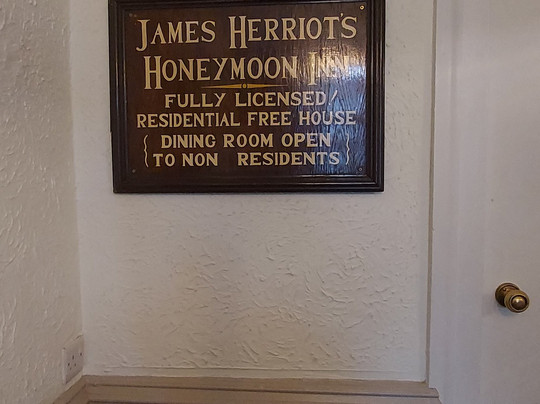 JAMES HERRIOT'S
HONEYMOON INN
FULLY LICENSED/
RESIDENTIAL FREE HOUSE
DINING ROOM OPEN
TO NON RESIDENTS